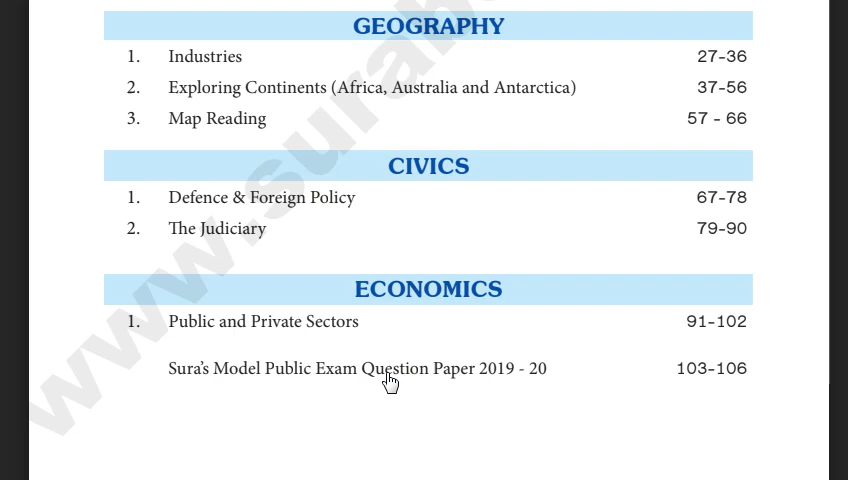 GEOGRAPHY
1. Industries 27-36
2. Exploring Continents (Africa, Australia and Antarctica) 37-56
3. Map Reading 57 - 66
CIVICS
1. Defence & Foreign Policy 67-78
2. The Judiciary 79-90
ECONOMICS
1. Public and Private Sectors 91-102
Sura's Model Public Exam Question Paper 2019 - 20 103-106
www.surab